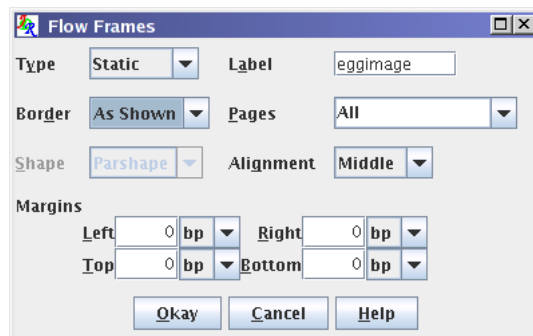 Flow Frames
Type Static Label eggimage
Border As Shown Pages All
Shape Parshape Alignment Middle
Margins
Left 0 bp Right 0 bp
Top 0 bp Bottom 0 bp
Okay Cancel Help